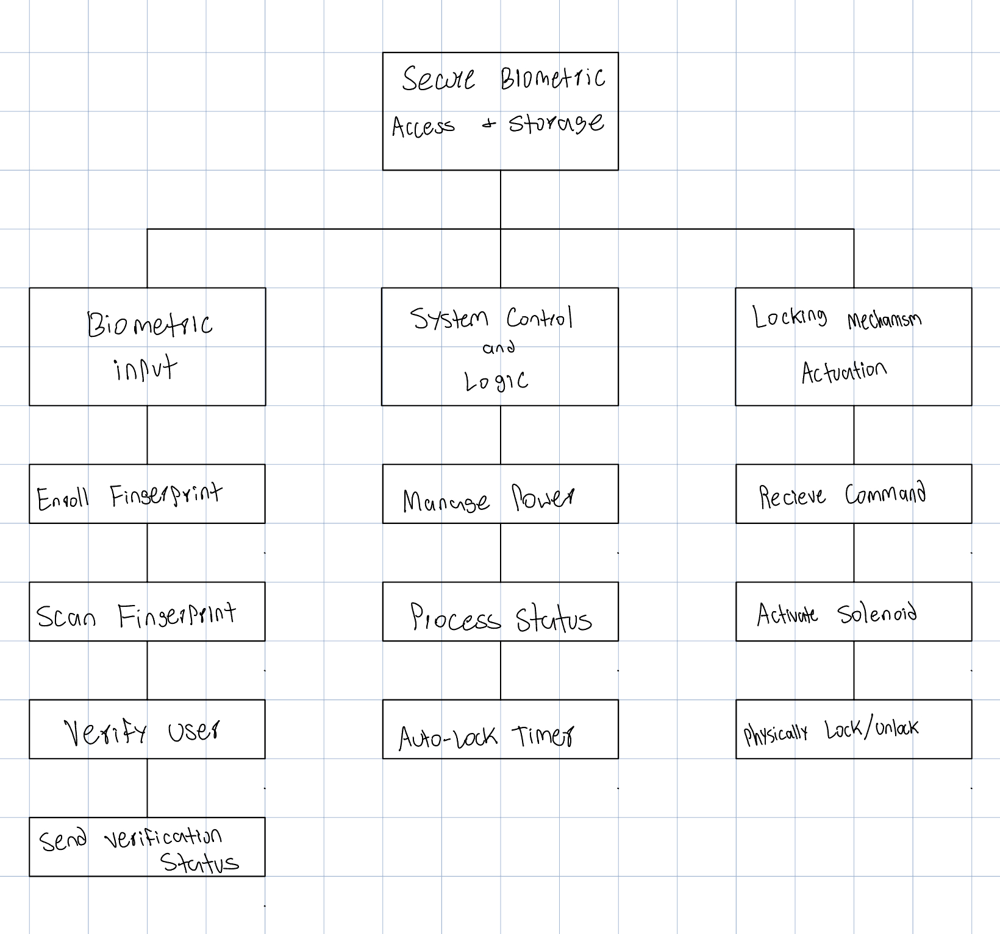 Secure Biometric
Access + Storage
Biometric
input
System Control
and
Logic
Locking Mechanism
Actuation
Enroll Fingerprint
Manage Power
Recieve Command
Scan Fingerprint
Process Status
Activate Solenoid
Verify User
Auto-Lock Timer
Physically Lock/Unlock
Send verification
Status